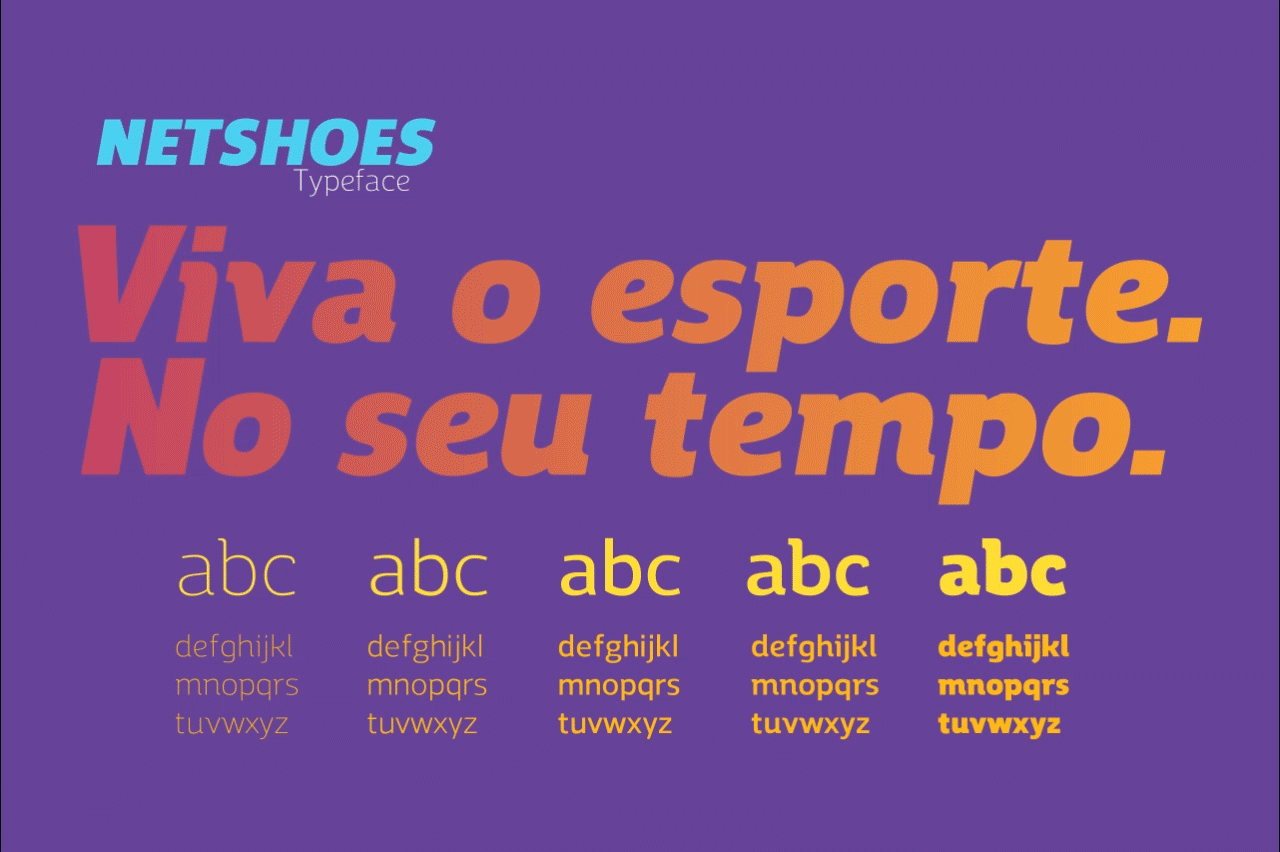 NETSHOES
Typeface
Viva o esporte.
No seu tempo.
abc abc abc abc abc
defghijkl defghijkl defghijkl defghijkl defghijkl
mnopqrs mnopqrs mnopqrs mnopqrs mnopqrs
tuvwxyz tuvwxyz tuvwxyz tuvwxyz tuvwxyz